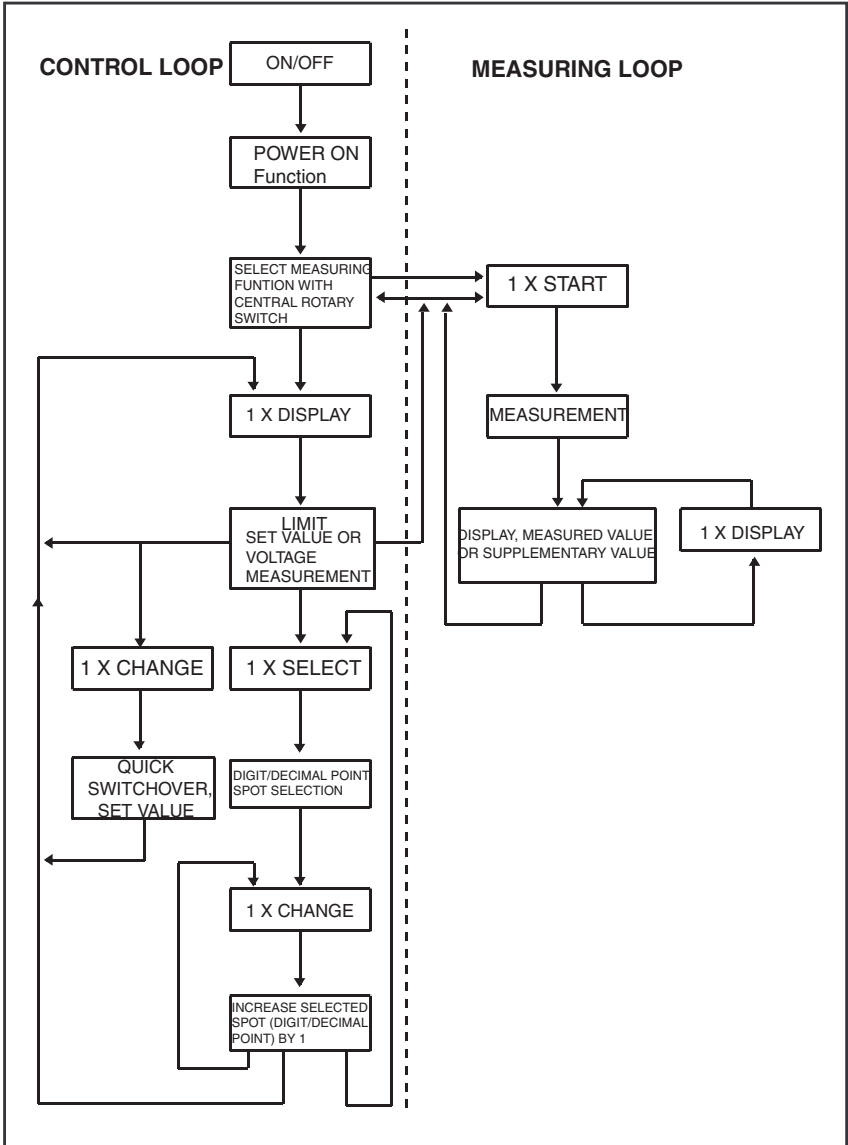 CONTROL LOOP
ON/OFF
POWER ON
Function
SELECT MEASURING
FUNTION WITH
CENTRAL ROTARY
SWITCH
1 X DISPLAY
LIMIT
SET VALUE OR
VOLTAGE
MEASUREMENT
1 X CHANGE
1 X SELECT
QUICK
SWITCHOVER,
SET VALUE
DIGIT/DECIMAL POINT
SPOT SELECTION
1 X CHANGE
INCREASE SELECTED
SPOT (DIGIT/DECIMAL
POINT) BY 1
MEASURING LOOP
1 X START
MEASUREMENT
DISPLAY, MEASURED VALUE
OR SUPPLEMENTARY VALUE
1 X DISPLAY